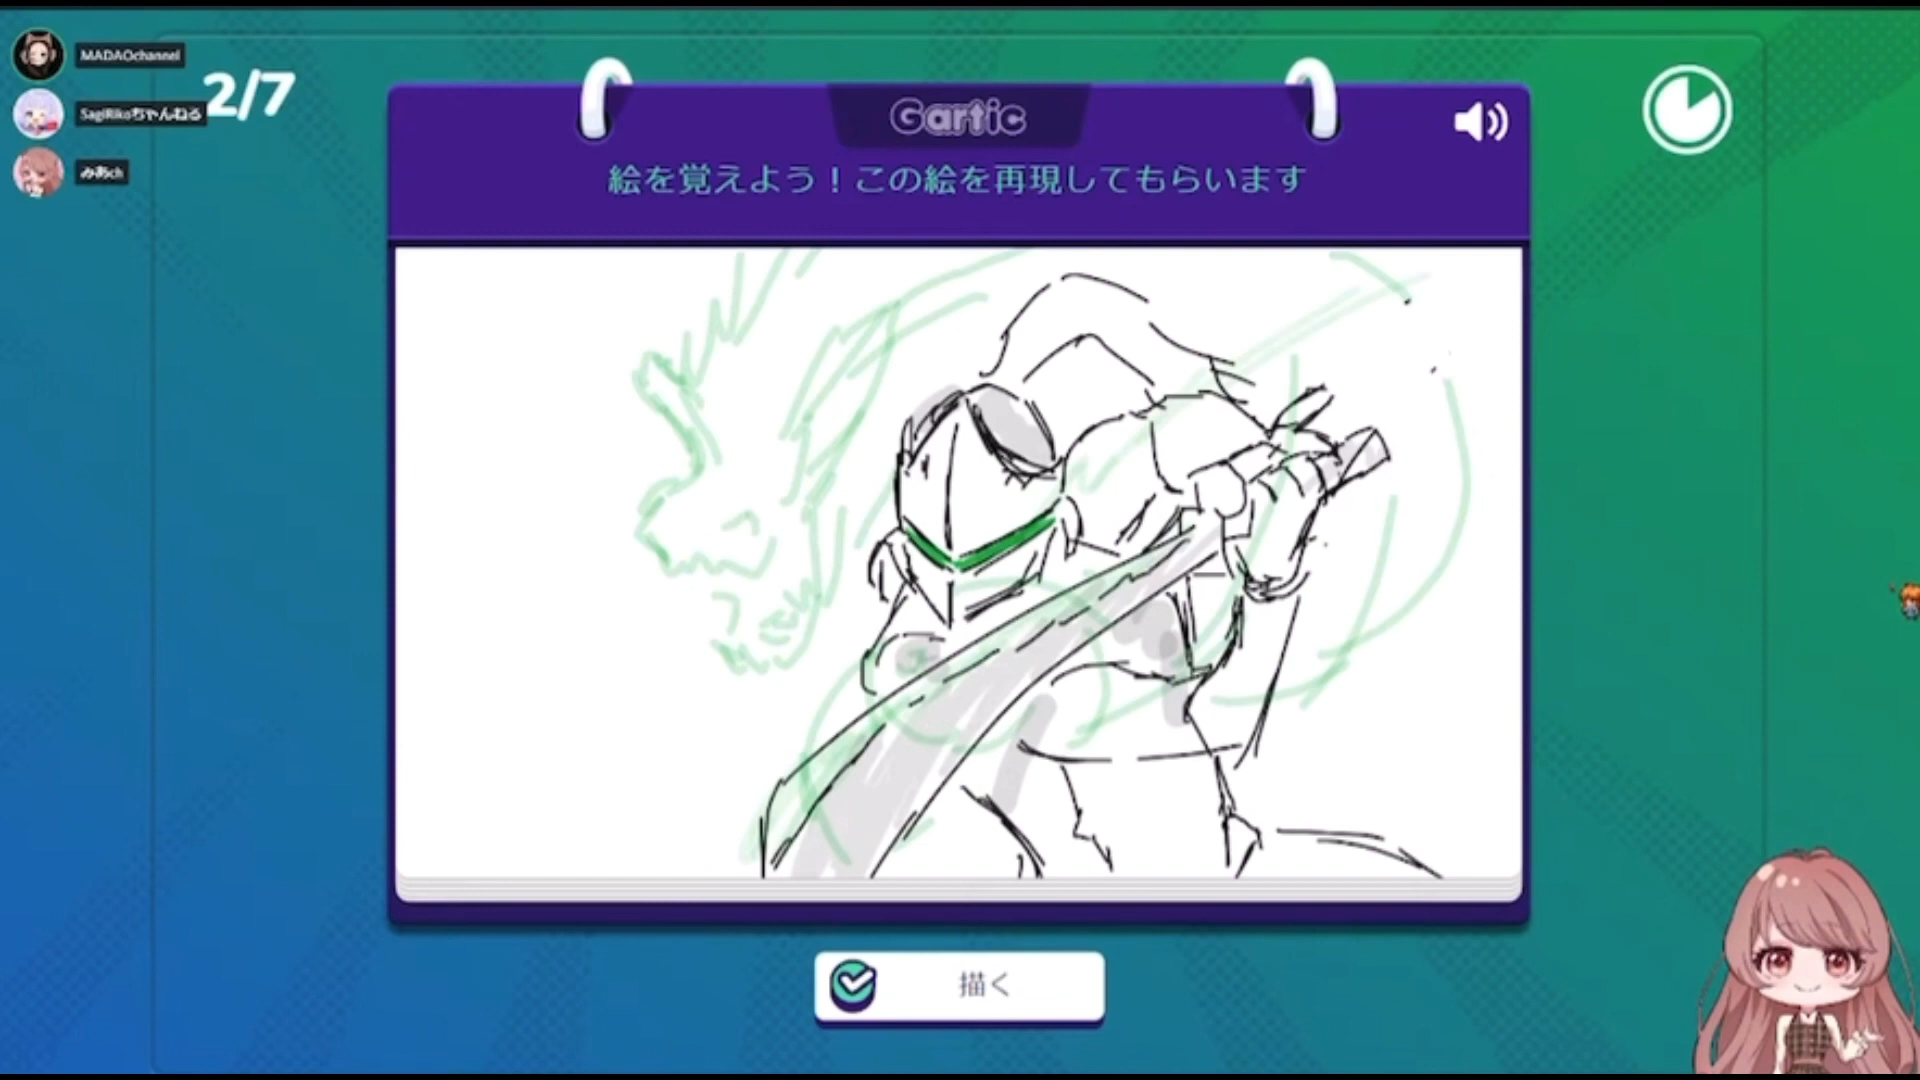 MADAOchannel
2/7
SagiRikoちゃんねる
みあch
Gartic
絵を覚えよう！この絵を再現してもらいます
描く